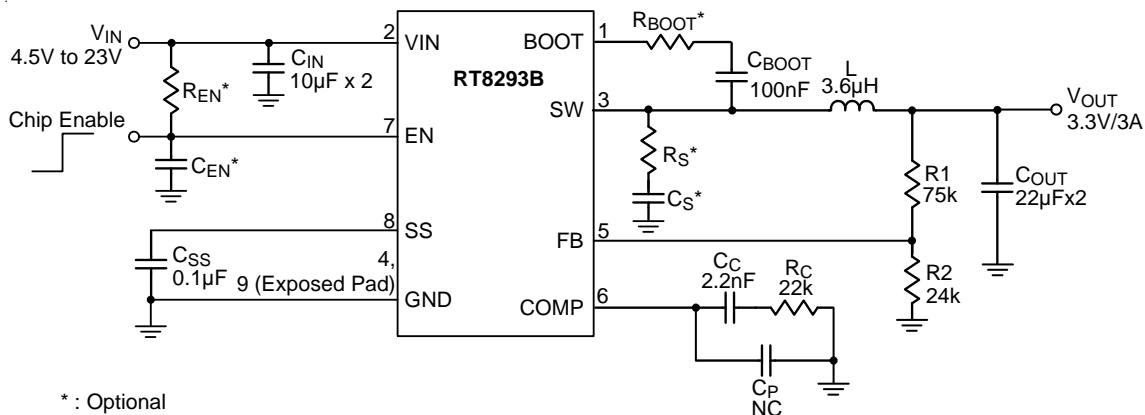 VIN
4.5V to 23V
REN*
CIN
10µF x 2
Chip Enable
CEN*
2
VIN
7
EN
8
SS
CSS
0.1µF
4,
9 (Exposed Pad)
GND
RT8293B
BOOT
1
RBOOT*
CBOOT
100nF
SW
3
L
3.6µH
VOUT
3.3V/3A
RS*
CS*
R1
75k
COUT
22µFx2
FB
5
R2
24k
COMP
6
CC
2.2nF
RC
22k
CP
NC
* : Optional